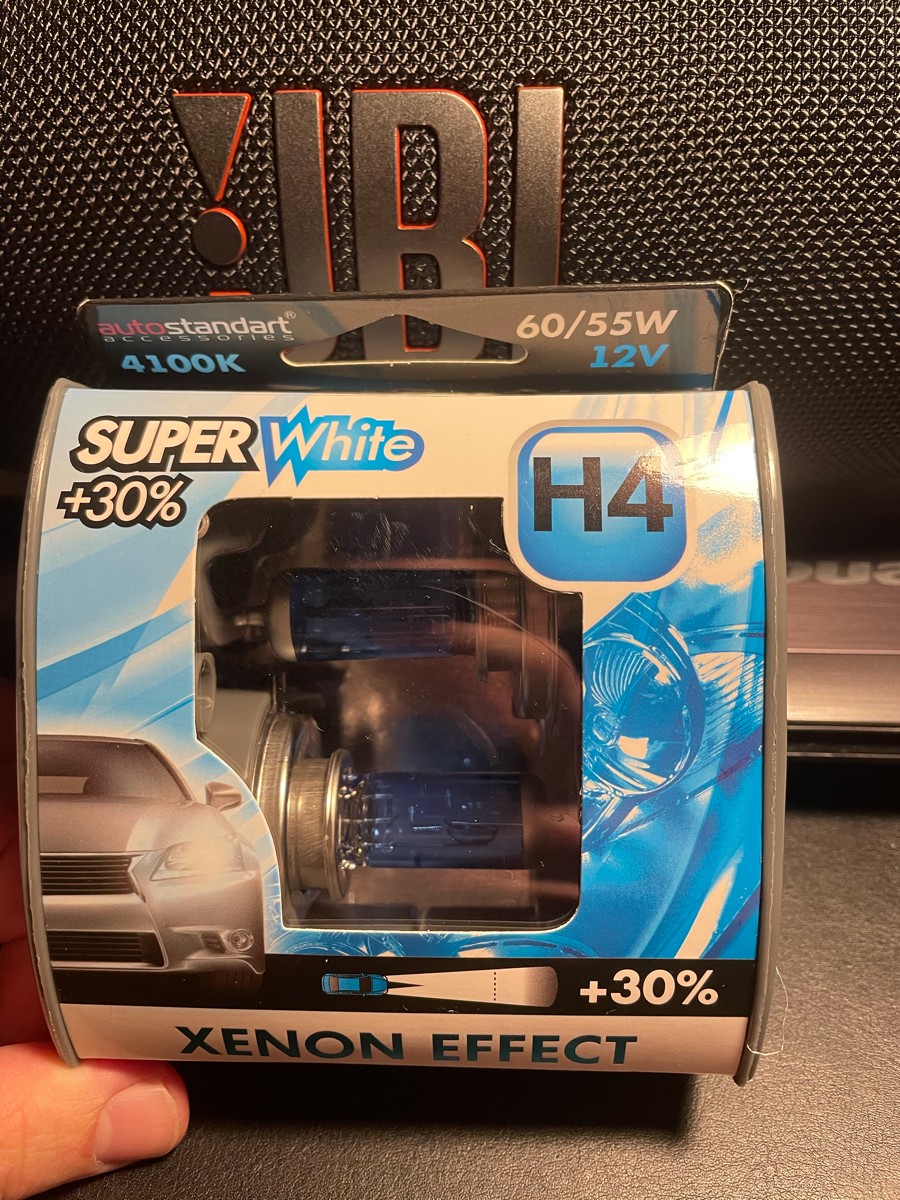 JBL
autostandart®
accessories
4100K
60/55W
12V
SUPER White
+30%
H4
+30%
XENON EFFECT